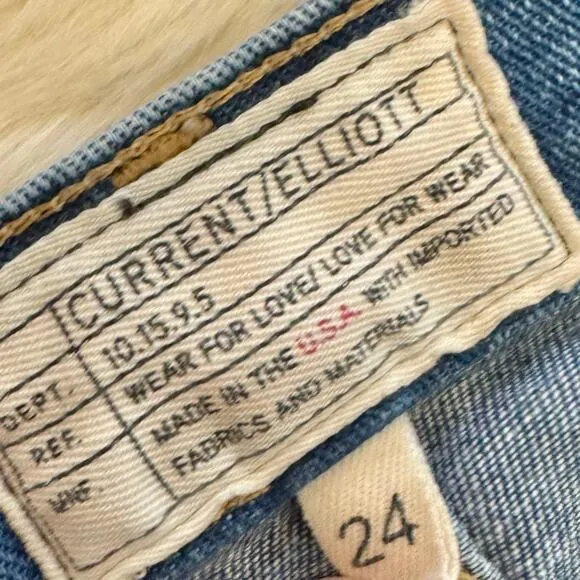 CURRENT/ELLIOTT
DEPT. 10.15.9.5
REF. WEAR FOR LOVE/ LOVE FOR WEAR
MADE IN THE U.S.A. WITH IMPORTED
FABRICS AND MATERIALS
24